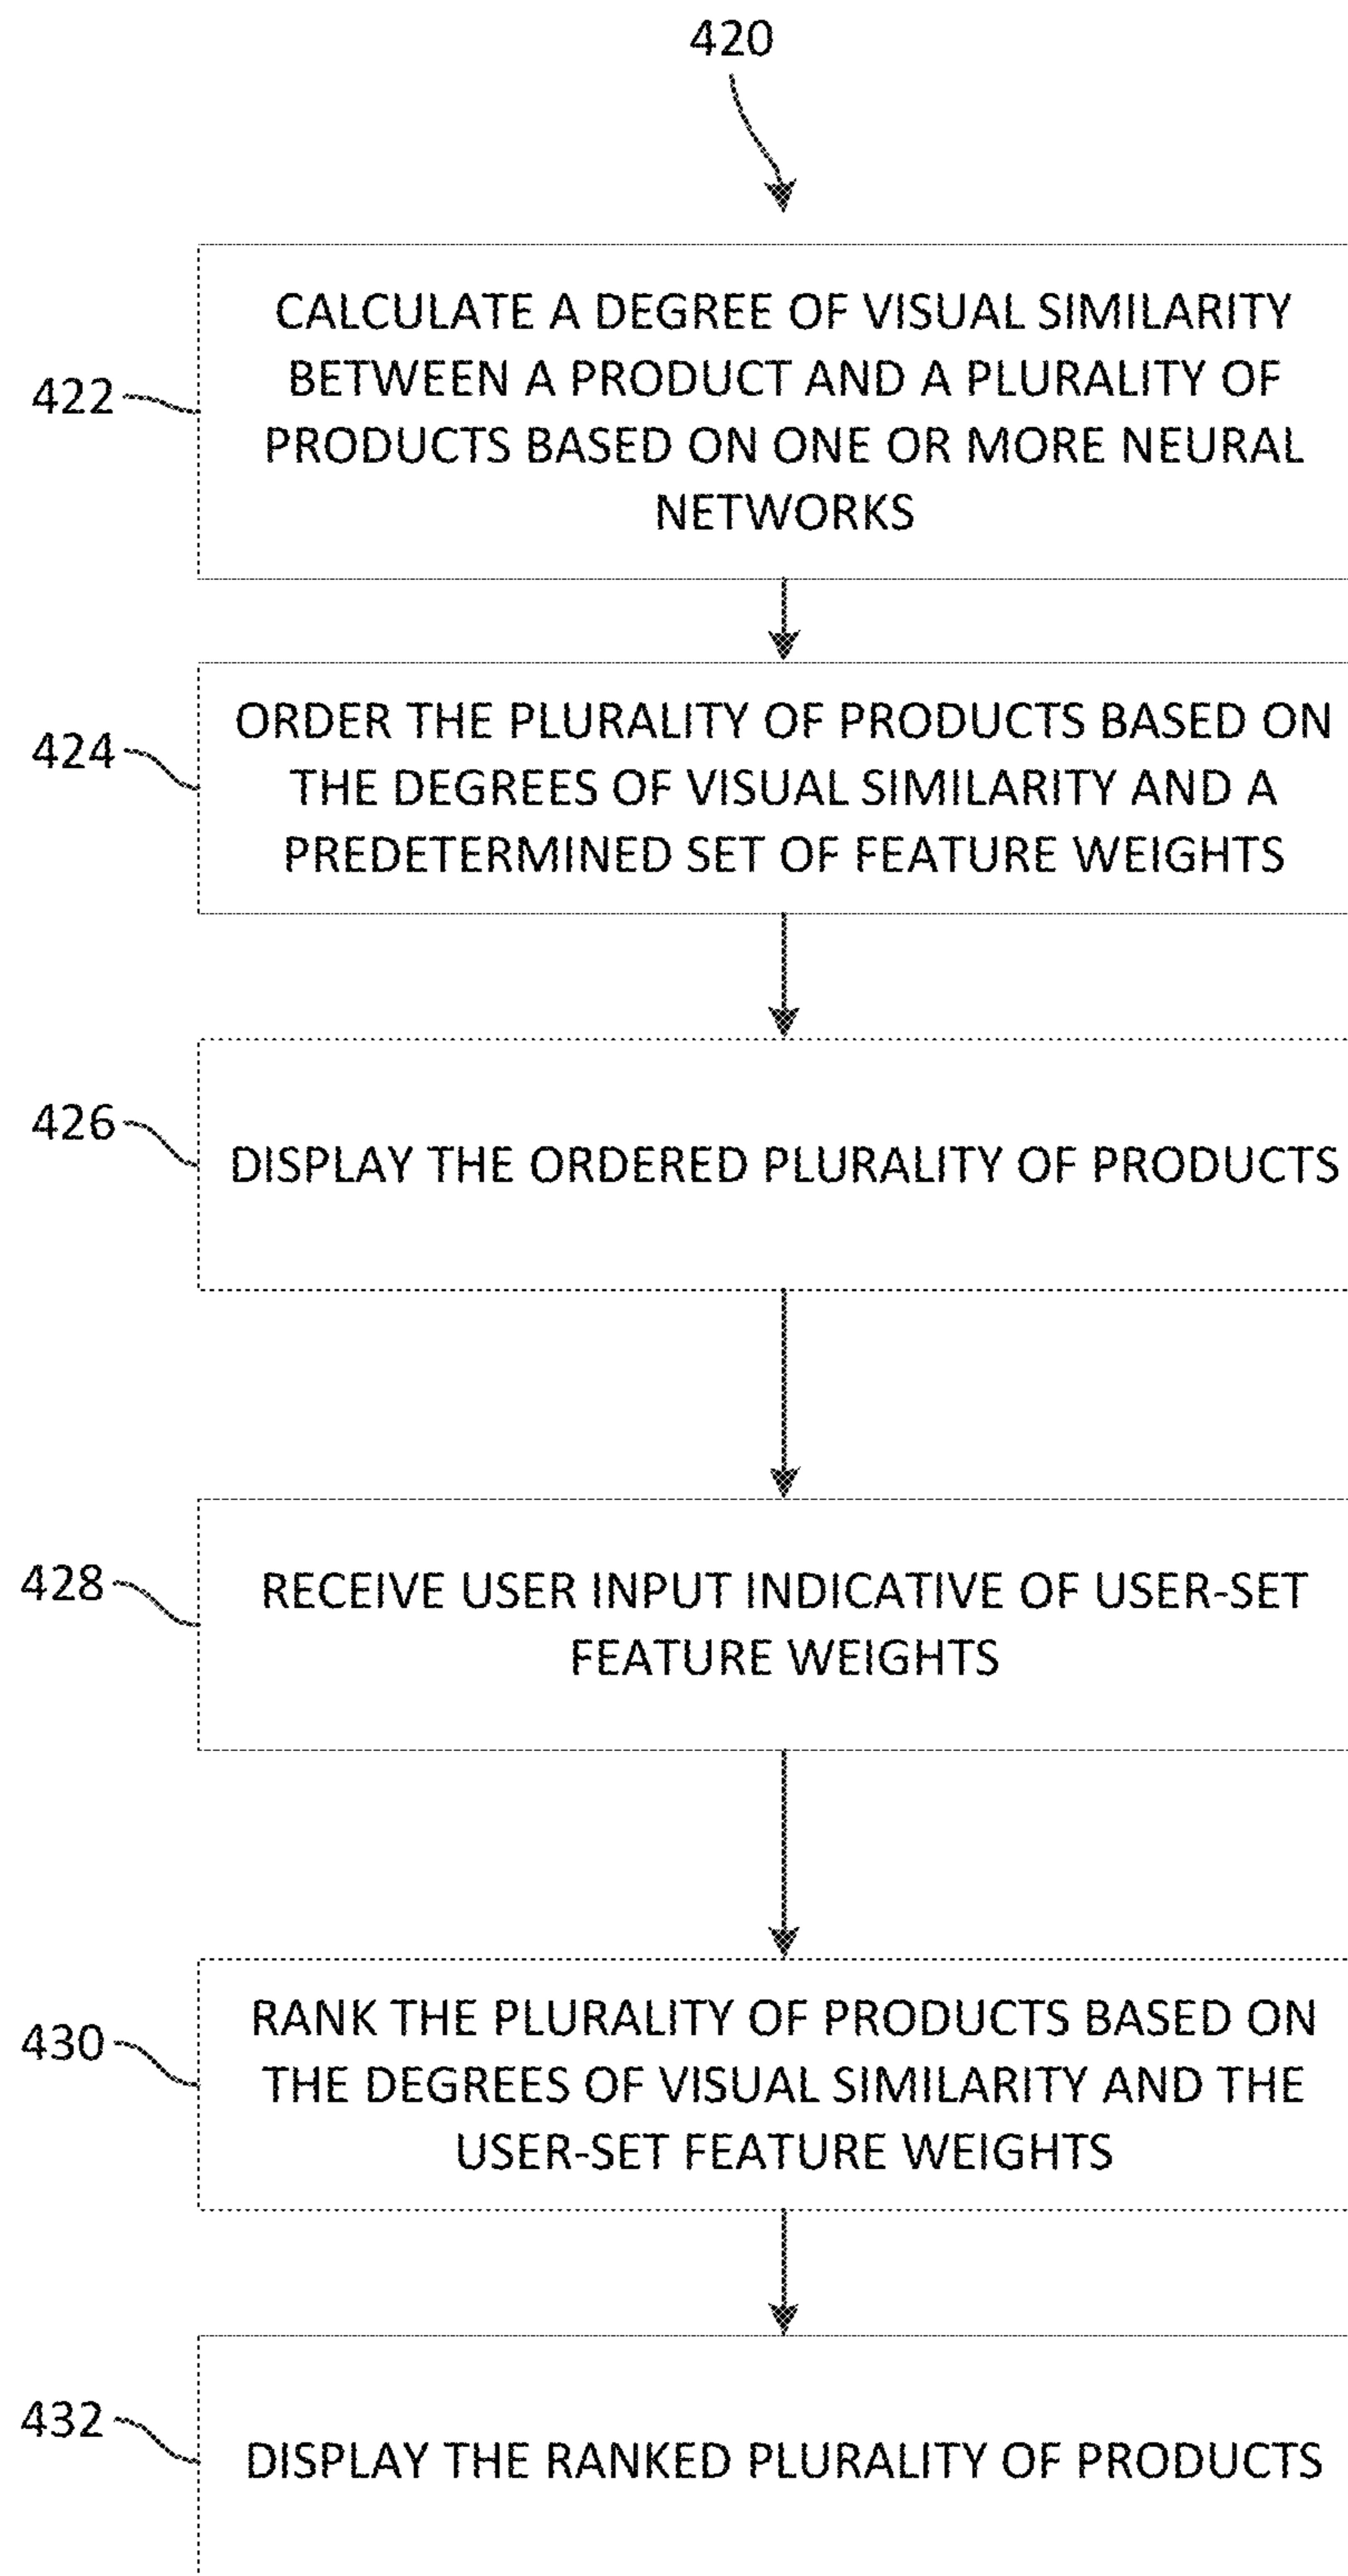 420
422
CALCULATE A DEGREE OF VISUAL SIMILARITY
BETWEEN A PRODUCT AND A PLURALITY OF
PRODUCTS BASED ON ONE OR MORE NEURAL
NETWORKS
424
ORDER THE PLURALITY OF PRODUCTS BASED ON
THE DEGREES OF VISUAL SIMILARITY AND A
PREDETERMINED SET OF FEATURE WEIGHTS
426
DISPLAY THE ORDERED PLURALITY OF PRODUCTS
428
RECEIVE USER INPUT INDICATIVE OF USER-SET
FEATURE WEIGHTS
430
RANK THE PLURALITY OF PRODUCTS BASED ON
THE DEGREES OF VISUAL SIMILARITY AND THE
USER-SET FEATURE WEIGHTS
432
DISPLAY THE RANKED PLURALITY OF PRODUCTS